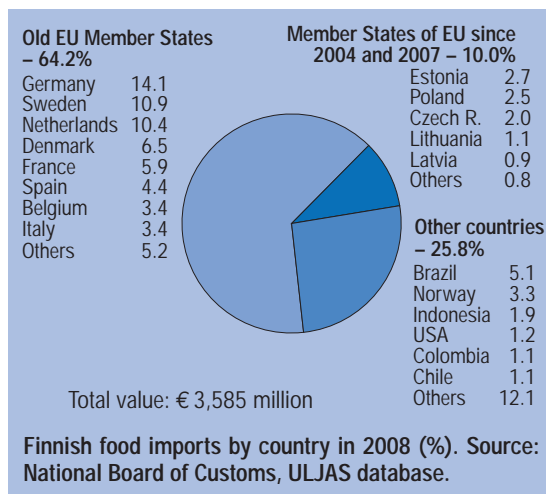 Old EU Member States
– 64.2%
Germany 14.1
Sweden 10.9
Netherlands 10.4
Denmark 6.5
France 5.9
Spain 4.4
Belgium 3.4
Italy 3.4
Others 5.2
Member States of EU since
2004 and 2007 – 10.0%
Estonia 2.7
Poland 2.5
Czech R. 2.0
Lithuania 1.1
Latvia 0.9
Others 0.8
Other countries
– 25.8%
Brazil 5.1
Norway 3.3
Indonesia 1.9
USA 1.2
Colombia 1.1
Chile 1.1
Others 12.1
Total value: € 3,585 million
Finnish food imports by country in 2008 (%). Source:
National Board of Customs, ULJAS database.